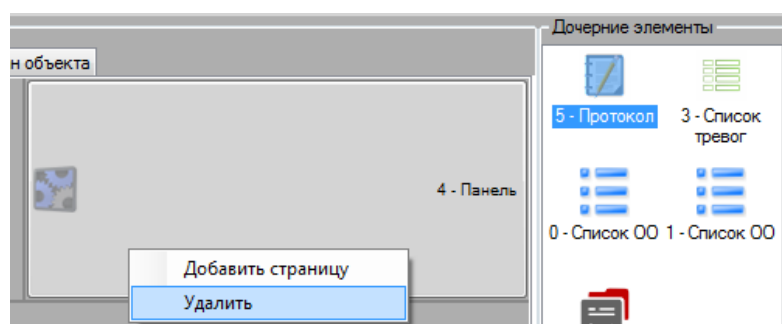 Дочерние элементы
н объекта
5 - Протокол
3 - Список
тревог
4 - Панель
0 - Список ОО
1 - Список ОО
Добавить страницу
Удалить